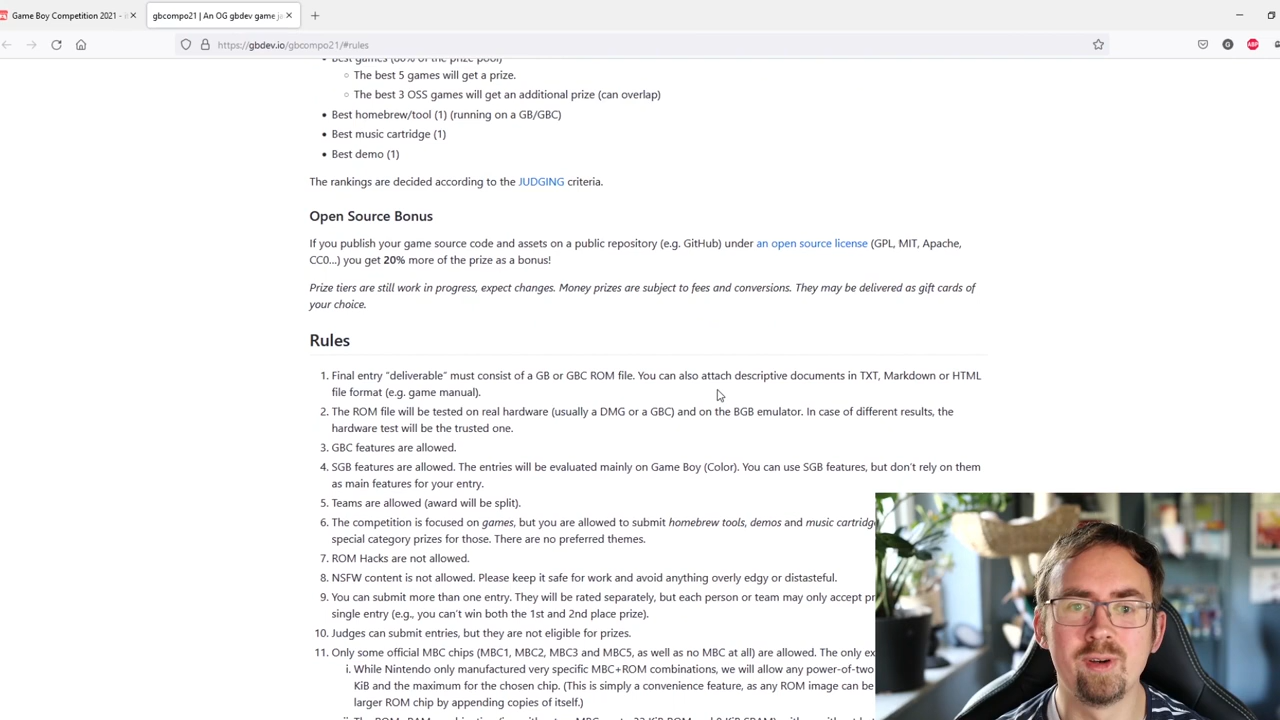 Game Boy Competition 2021 -
gbcompo21 | An OG gbdev game ja
https://gbdev.io/gbcompo21/#rules
G
ABP
Best games (60% of the prize pool)
The best 5 games will get a prize.
The best 3 OSS games will get an additional prize (can overlap)
Best homebrew/tool (1) (running on a GB/GBC)
Best music cartridge (1)
Best demo (1)
The rankings are decided according to the JUDGING criteria.
Open Source Bonus
If you publish your game source code and assets on a public repository (e.g. GitHub) under an open source license (GPL, MIT, Apache,
CC0...) you get 20% more of the prize as a bonus!
Prize tiers are still work in progress, expect changes. Money prizes are subject to fees and conversions. They may be delivered as gift cards of
your choice.
Rules
1. Final entry “deliverable” must consist of a GB or GBC ROM file. You can also attach descriptive documents in TXT, Markdown or HTML
file format (e.g. game manual).
2. The ROM file will be tested on real hardware (usually a DMG or a GBC) and on the BGB emulator. In case of different results, the
hardware test will be the trusted one.
3. GBC features are allowed.
4. SGB features are allowed. The entries will be evaluated mainly on Game Boy (Color). You can use SGB features, but don’t rely on them
as main features for your entry.
5. Teams are allowed (award will be split).
6. The competition is focused on games, but you are allowed to submit homebrew tools, demos and music cartridg
special category prizes for those. There are no preferred themes.
7. ROM Hacks are not allowed.
8. NSFW content is not allowed. Please keep it safe for work and avoid anything overly edgy or distasteful.
9. You can submit more than one entry. They will be rated separately, but each person or team may only accept pr
single entry (e.g., you can’t win both the 1st and 2nd place prize).
10. Judges can submit entries, but they are not eligible for prizes.
11. Only some official MBC chips (MBC1, MBC2, MBC3 and MBC5, as well as no MBC at all) are allowed. The only ex
i. While Nintendo only manufactured very specific MBC+ROM combinations, we will allow any power-of-two
KiB and the maximum for the chosen chip. (This is simply a convenience feature, as any ROM image can be
larger ROM chip by appending copies of itself.)